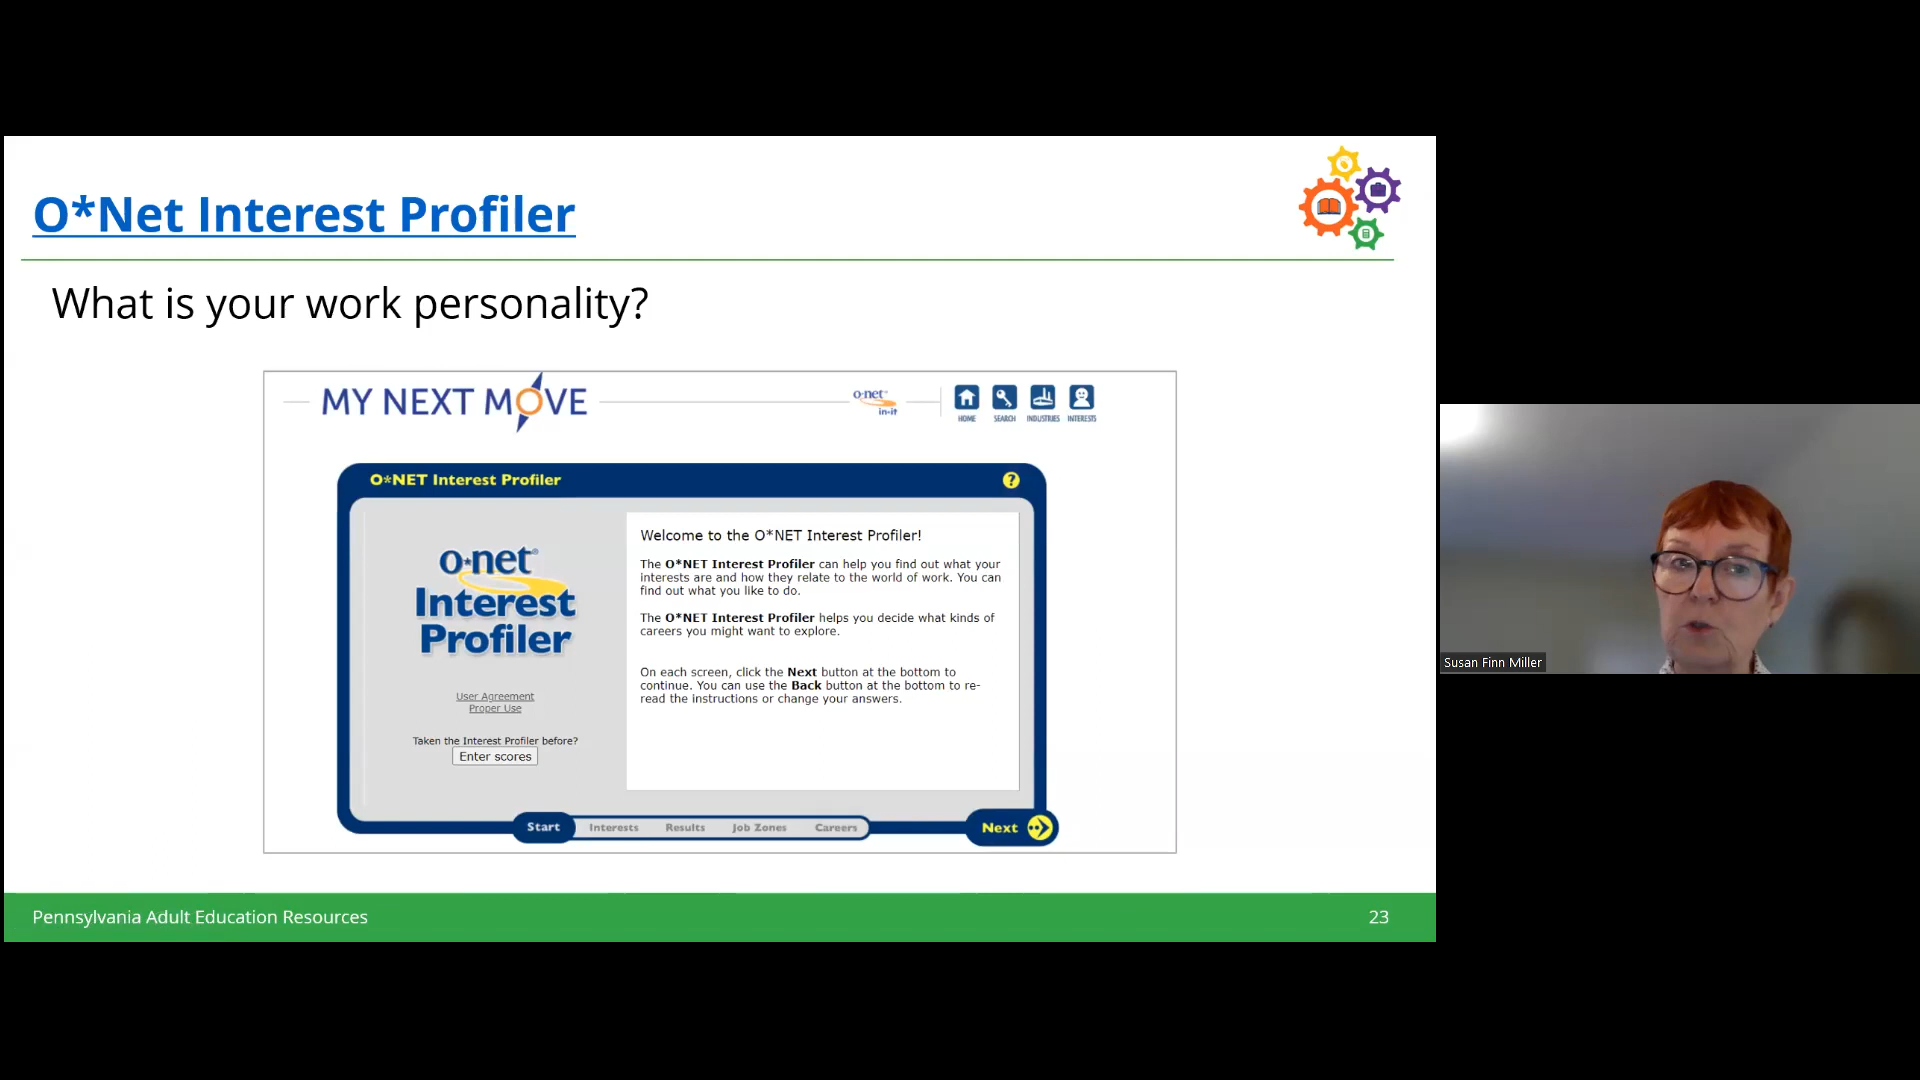 O*Net Interest Profiler
What is your work personality?
MY NEXT MOVE
o·net
in-it
HOME
SEARCH
INDUSTRIES
INTERESTS
O*NET Interest Profiler
?
o*net®
Interest
Profiler
User Agreement
Proper Use
Taken the Interest Profiler before?
Enter scores
Welcome to the O*NET Interest Profiler!
The O*NET Interest Profiler can help you find out what your
interests are and how they relate to the world of work. You can
find out what you like to do.
The O*NET Interest Profiler helps you decide what kinds of
careers you might want to explore.
On each screen, click the Next button at the bottom to
continue. You can use the Back button at the bottom to re-
read the instructions or change your answers.
Start
Interests
Results
Job Zones
Careers
Next
Susan Finn Miller
Pennsylvania Adult Education Resources
23